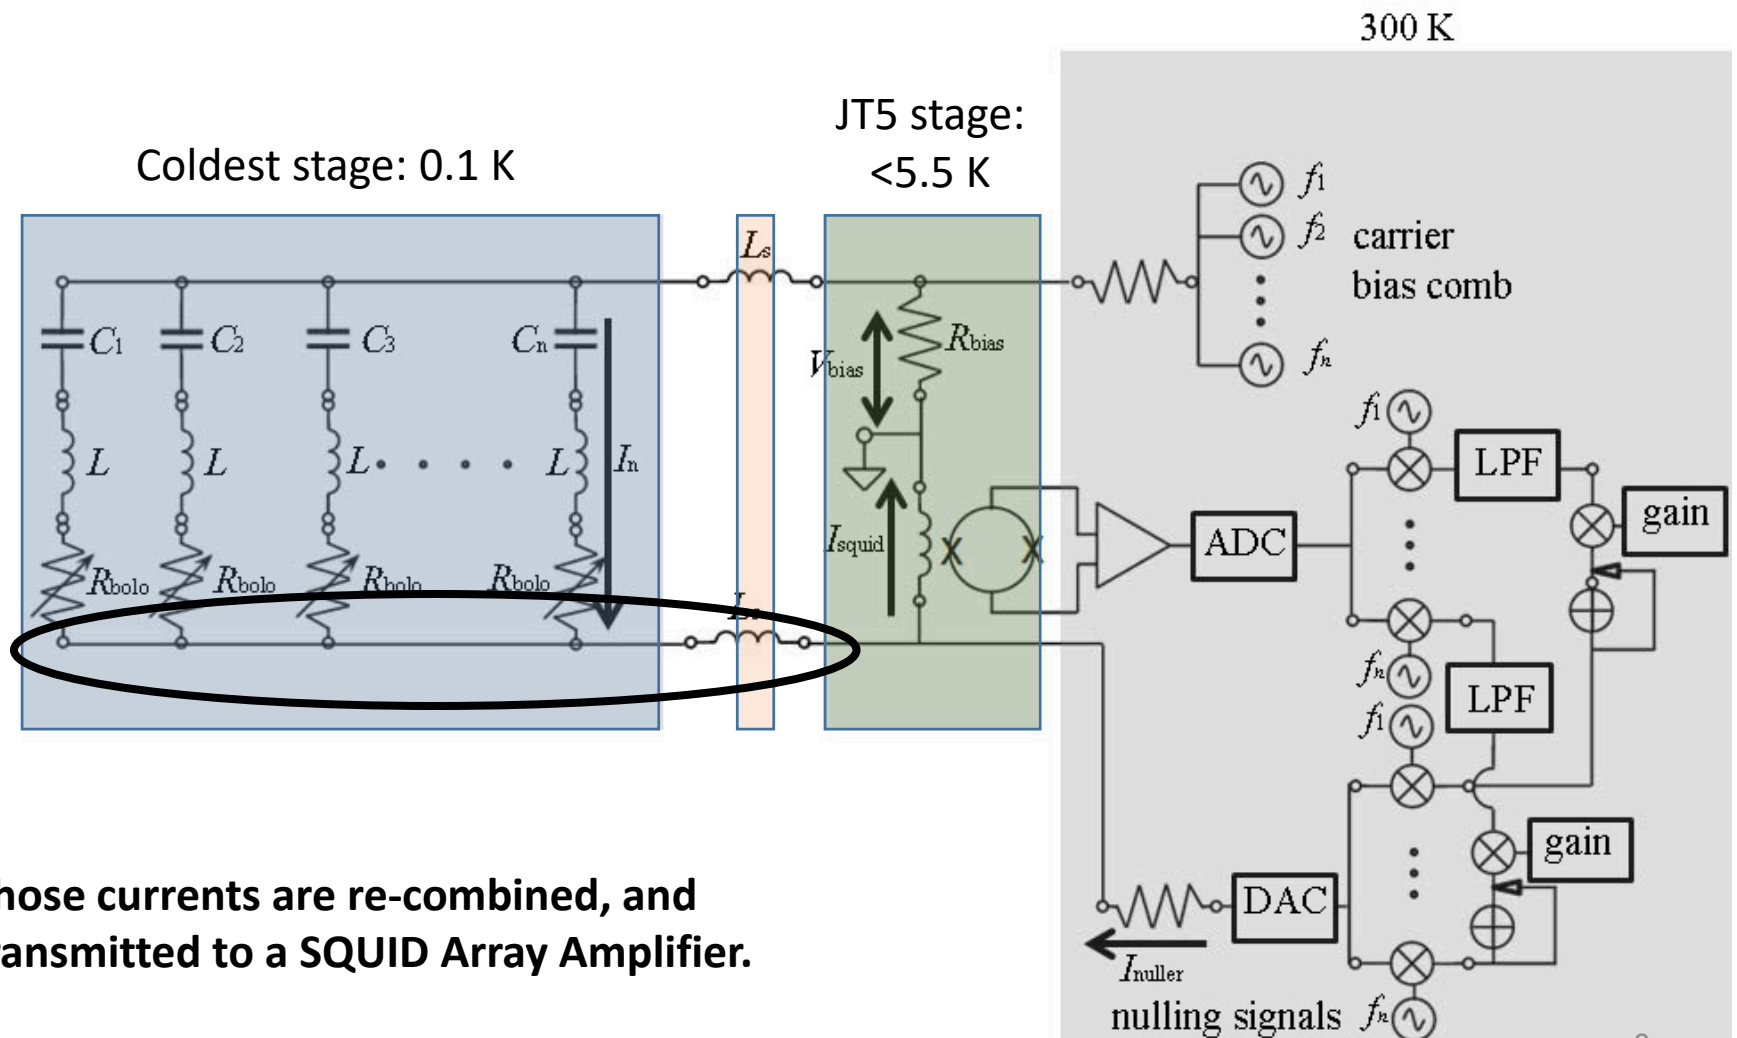 300 K
JT5 stage:
<5.5 K
Coldest stage: 0.1 K
Ls
f1
f2
carrier
bias comb
fn
C1
C2
C3
Cn
Vbias
Rbias
f1
L
L
L
L
In
LPF
gain
Isquid
X
X
ADC
Rbolo
Rbolo
Rbolo
Rbolo
fn
LPF
f1
gain
hose currents are re-combined, and
ransmitted to a SQUID Array Amplifier.
DAC
Inuller
nulling signals
fn